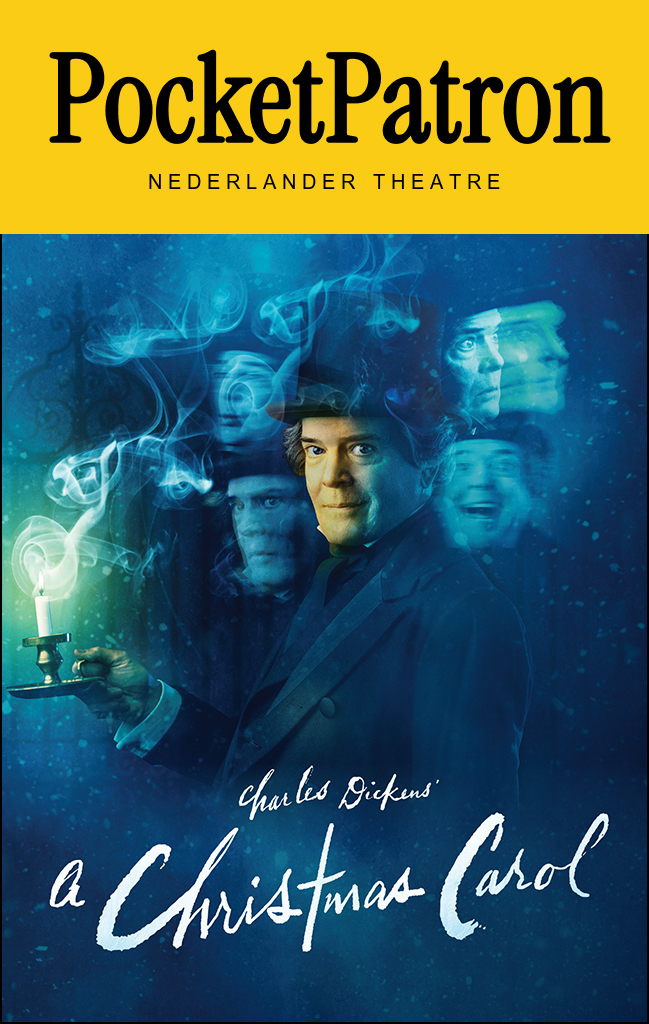 PocketPatron
NEDERLANDER THEATRE
Charles Dickens'
a Christmas Carol